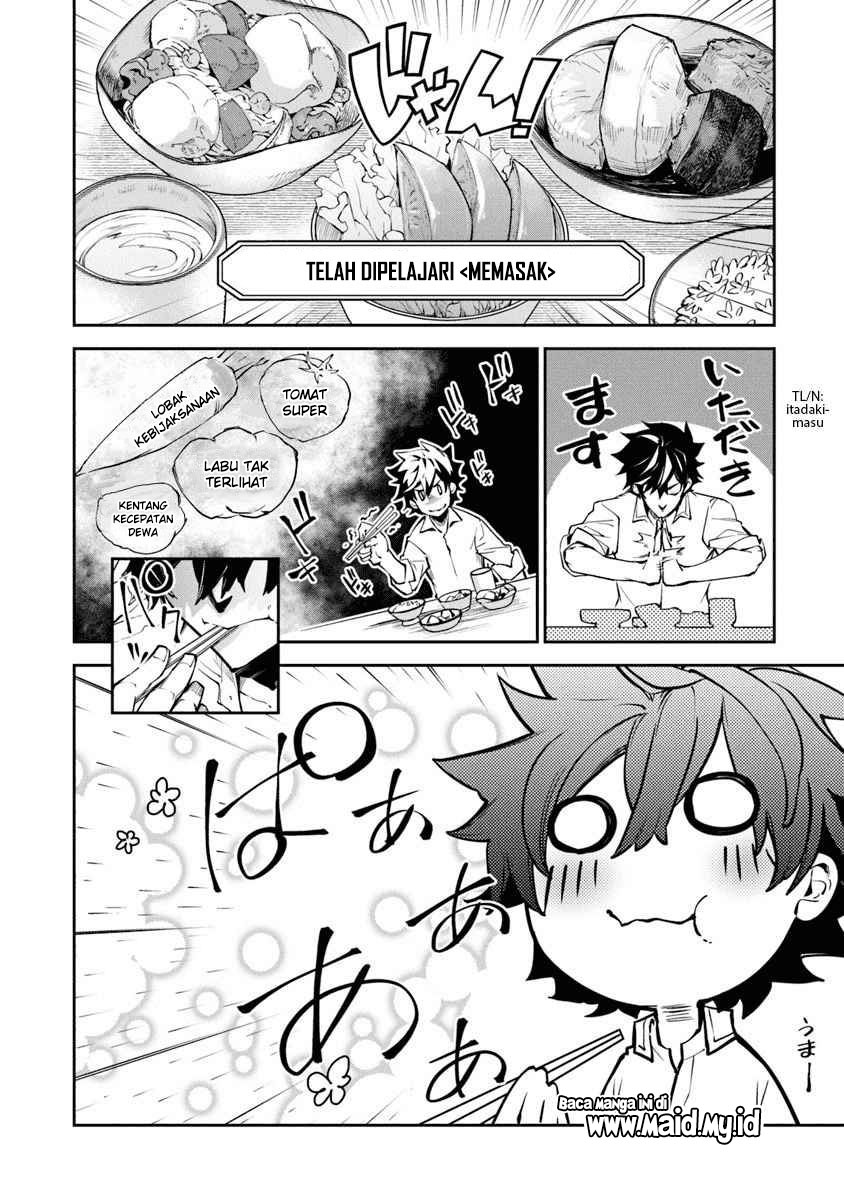 じゃん!
TELAH DIPELAJARI <MEMASAK>
いただき
ます
TL/N:
itadaki-
masu
LOBAK
KEBIJAKSANAAN
TOMAT
SUPER
LABU TAK
TERLIHAT
KENTANG
KECEPATAN
DEWA
ドキ
ドキ
ドキ
ドキ
ぱあぁ
あぁぁ
うまー
Baca Manga ini di
www.Maid.My.id